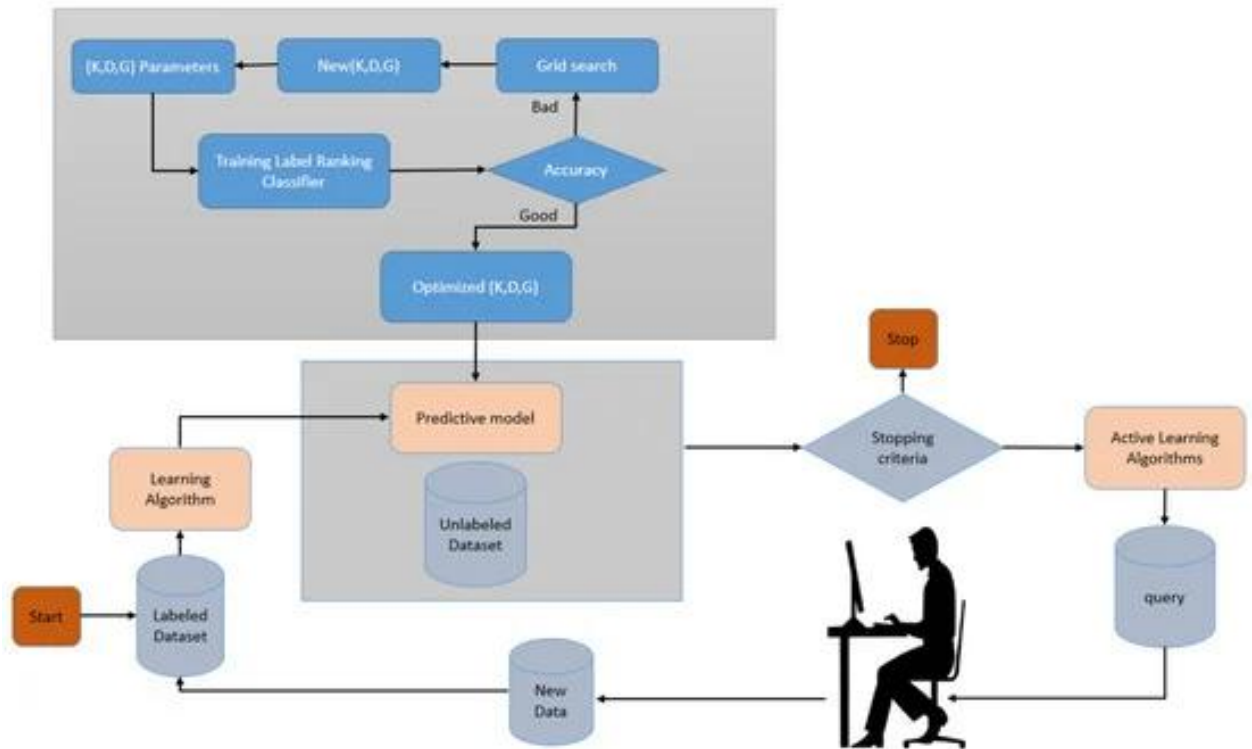 {K,D,G} Parameters
New{K,D,G}
Grid search
Bad
Training Label Ranking
Classifier
Accuracy
Good
Optimized {K,D,G}
Stop
Predictive model
Stopping
criteria
Active Learning
Algorithms
Learning
Algorithm
Unlabeled
Dataset
Start
Labeled
Dataset
query
New
Data